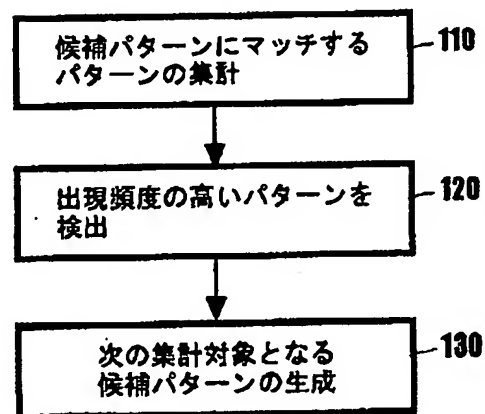 候補パターンにマッチする
パターンの集計
110
出現頻度の高いパターンを
検出
120
次の集計対象となる
候補パターンの生成
130